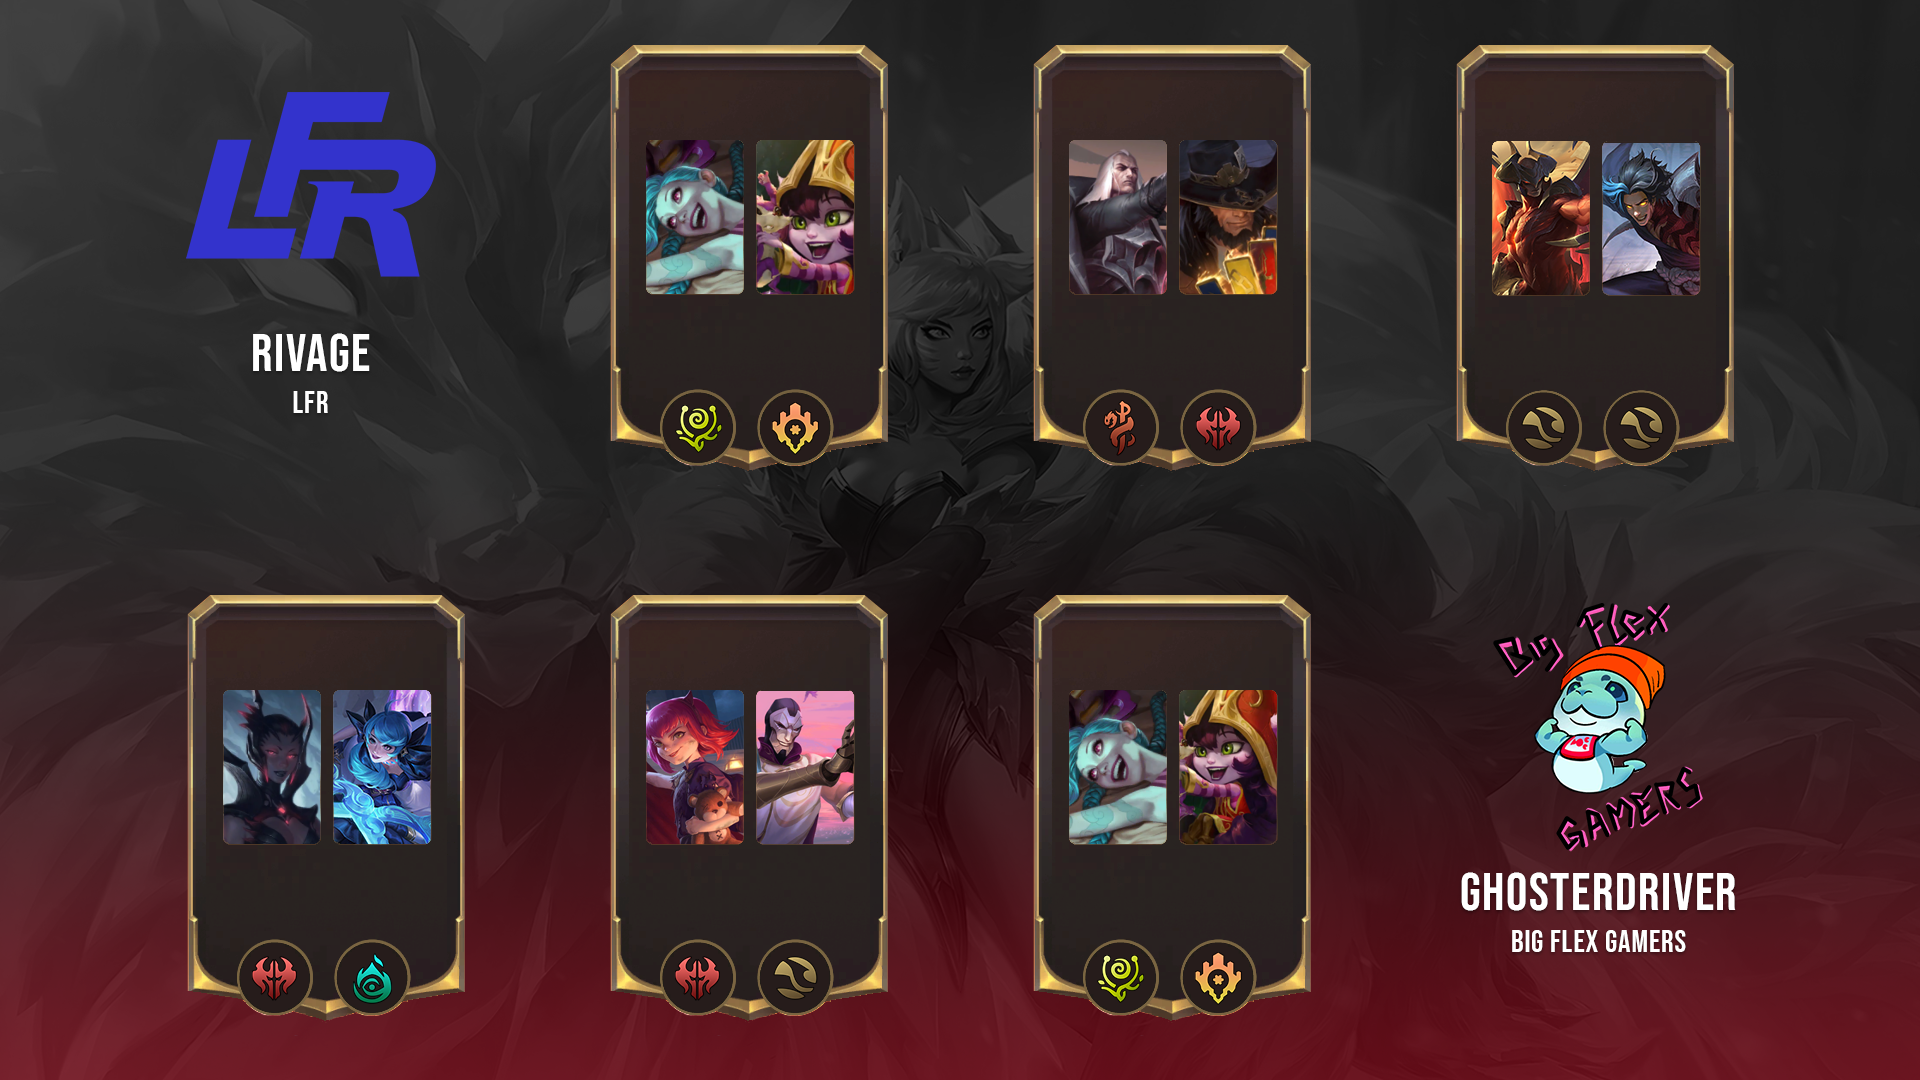 LFR
RIVAGE
LFR
Big Flex
GAMERS
GHOSTERDRIVER
BIG FLEX GAMERS